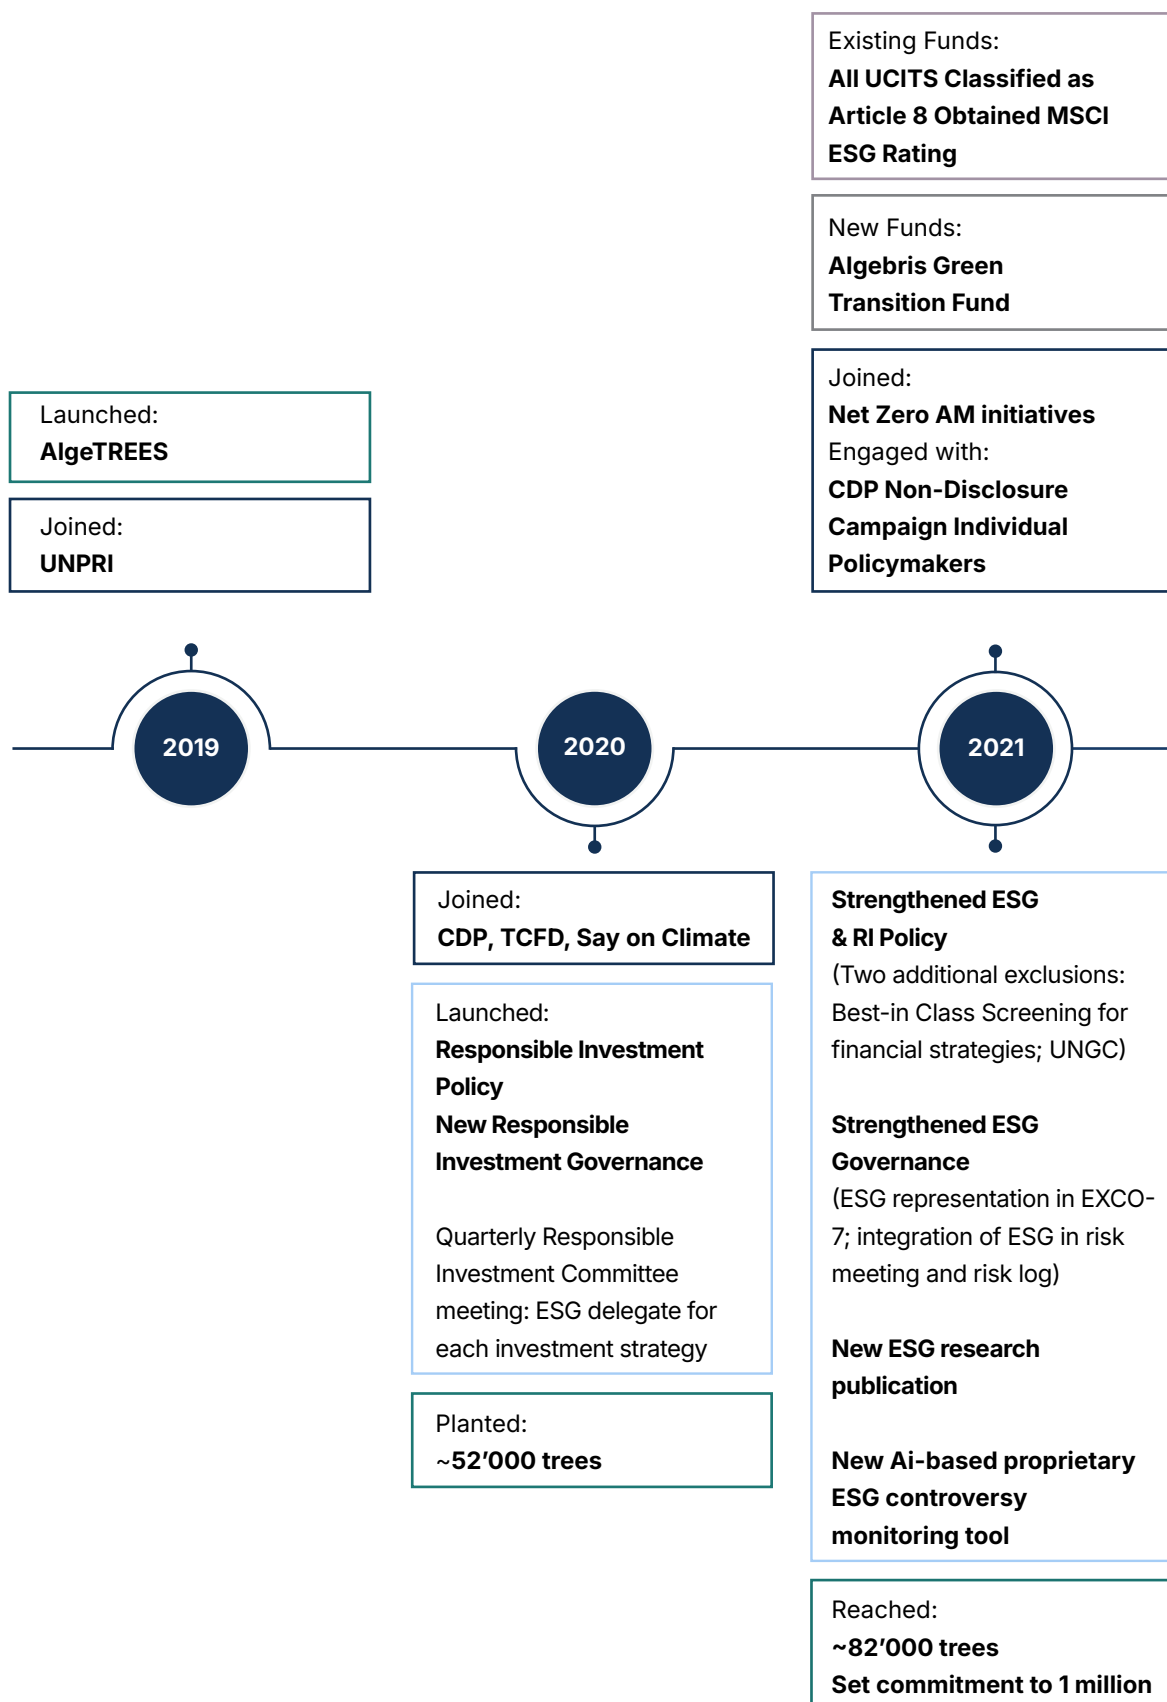 Existing Funds:
All UCITS Classified as
Article 8 Obtained MSCI
ESG Rating
New Funds:
Algebris Green
Transition Fund
Joined:
Net Zero AM initiatives
Engaged with:
CDP Non-Disclosure
Campaign Individual
Policymakers
Launched:
AlgeTREES
Joined:
UNPRI
2019
2020
2021
Joined:
CDP, TCFD, Say on Climate
Launched:
Responsible Investment
Policy
New Responsible
Investment Governance
Quarterly Responsible
Investment Committee
meeting: ESG delegate for
each investment strategy
Planted:
~52’000 trees
Strengthened ESG
& RI Policy
(Two additional exclusions:
Best-in Class Screening for
financial strategies; UNGC)
Strengthened ESG
Governance
(ESG representation in EXCO-
7; integration of ESG in risk
meeting and risk log)
New ESG research
publication
New Ai-based proprietary
ESG controversy
monitoring tool
Reached:
~82’000 trees
Set commitment to 1 million